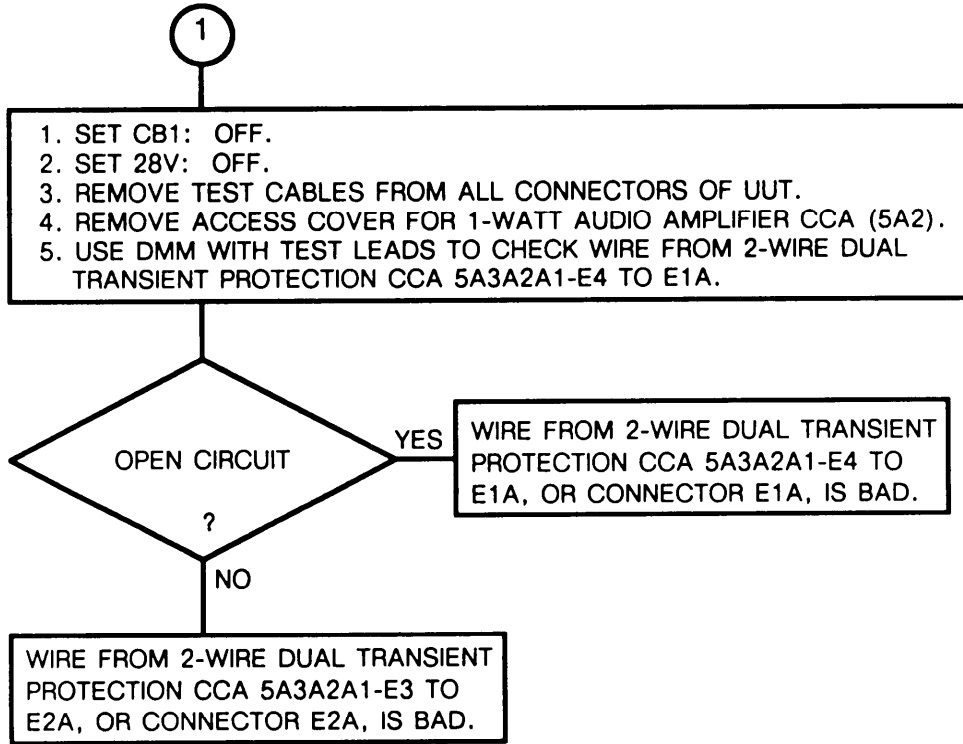 1
1. SET CB1: OFF.
2. SET 28V: OFF.
3. REMOVE TEST CABLES FROM ALL CONNECTORS OF UUT.
4. REMOVE ACCESS COVER FOR 1-WATT AUDIO AMPLIFIER CCA (5A2).
5. USE DMM WITH TEST LEADS TO CHECK WIRE FROM 2-WIRE DUAL
TRANSIENT PROTECTION CCA 5A3A2A1-E4 TO E1A.
OPEN CIRCUIT
?
YES
WIRE FROM 2-WIRE DUAL TRANSIENT
PROTECTION CCA 5A3A2A1-E4 TO
E1A, OR CONNECTOR E1A, IS BAD.
NO
WIRE FROM 2-WIRE DUAL TRANSIENT
PROTECTION CCA 5A3A2A1-E3 TO
E2A, OR CONNECTOR E2A, IS BAD.